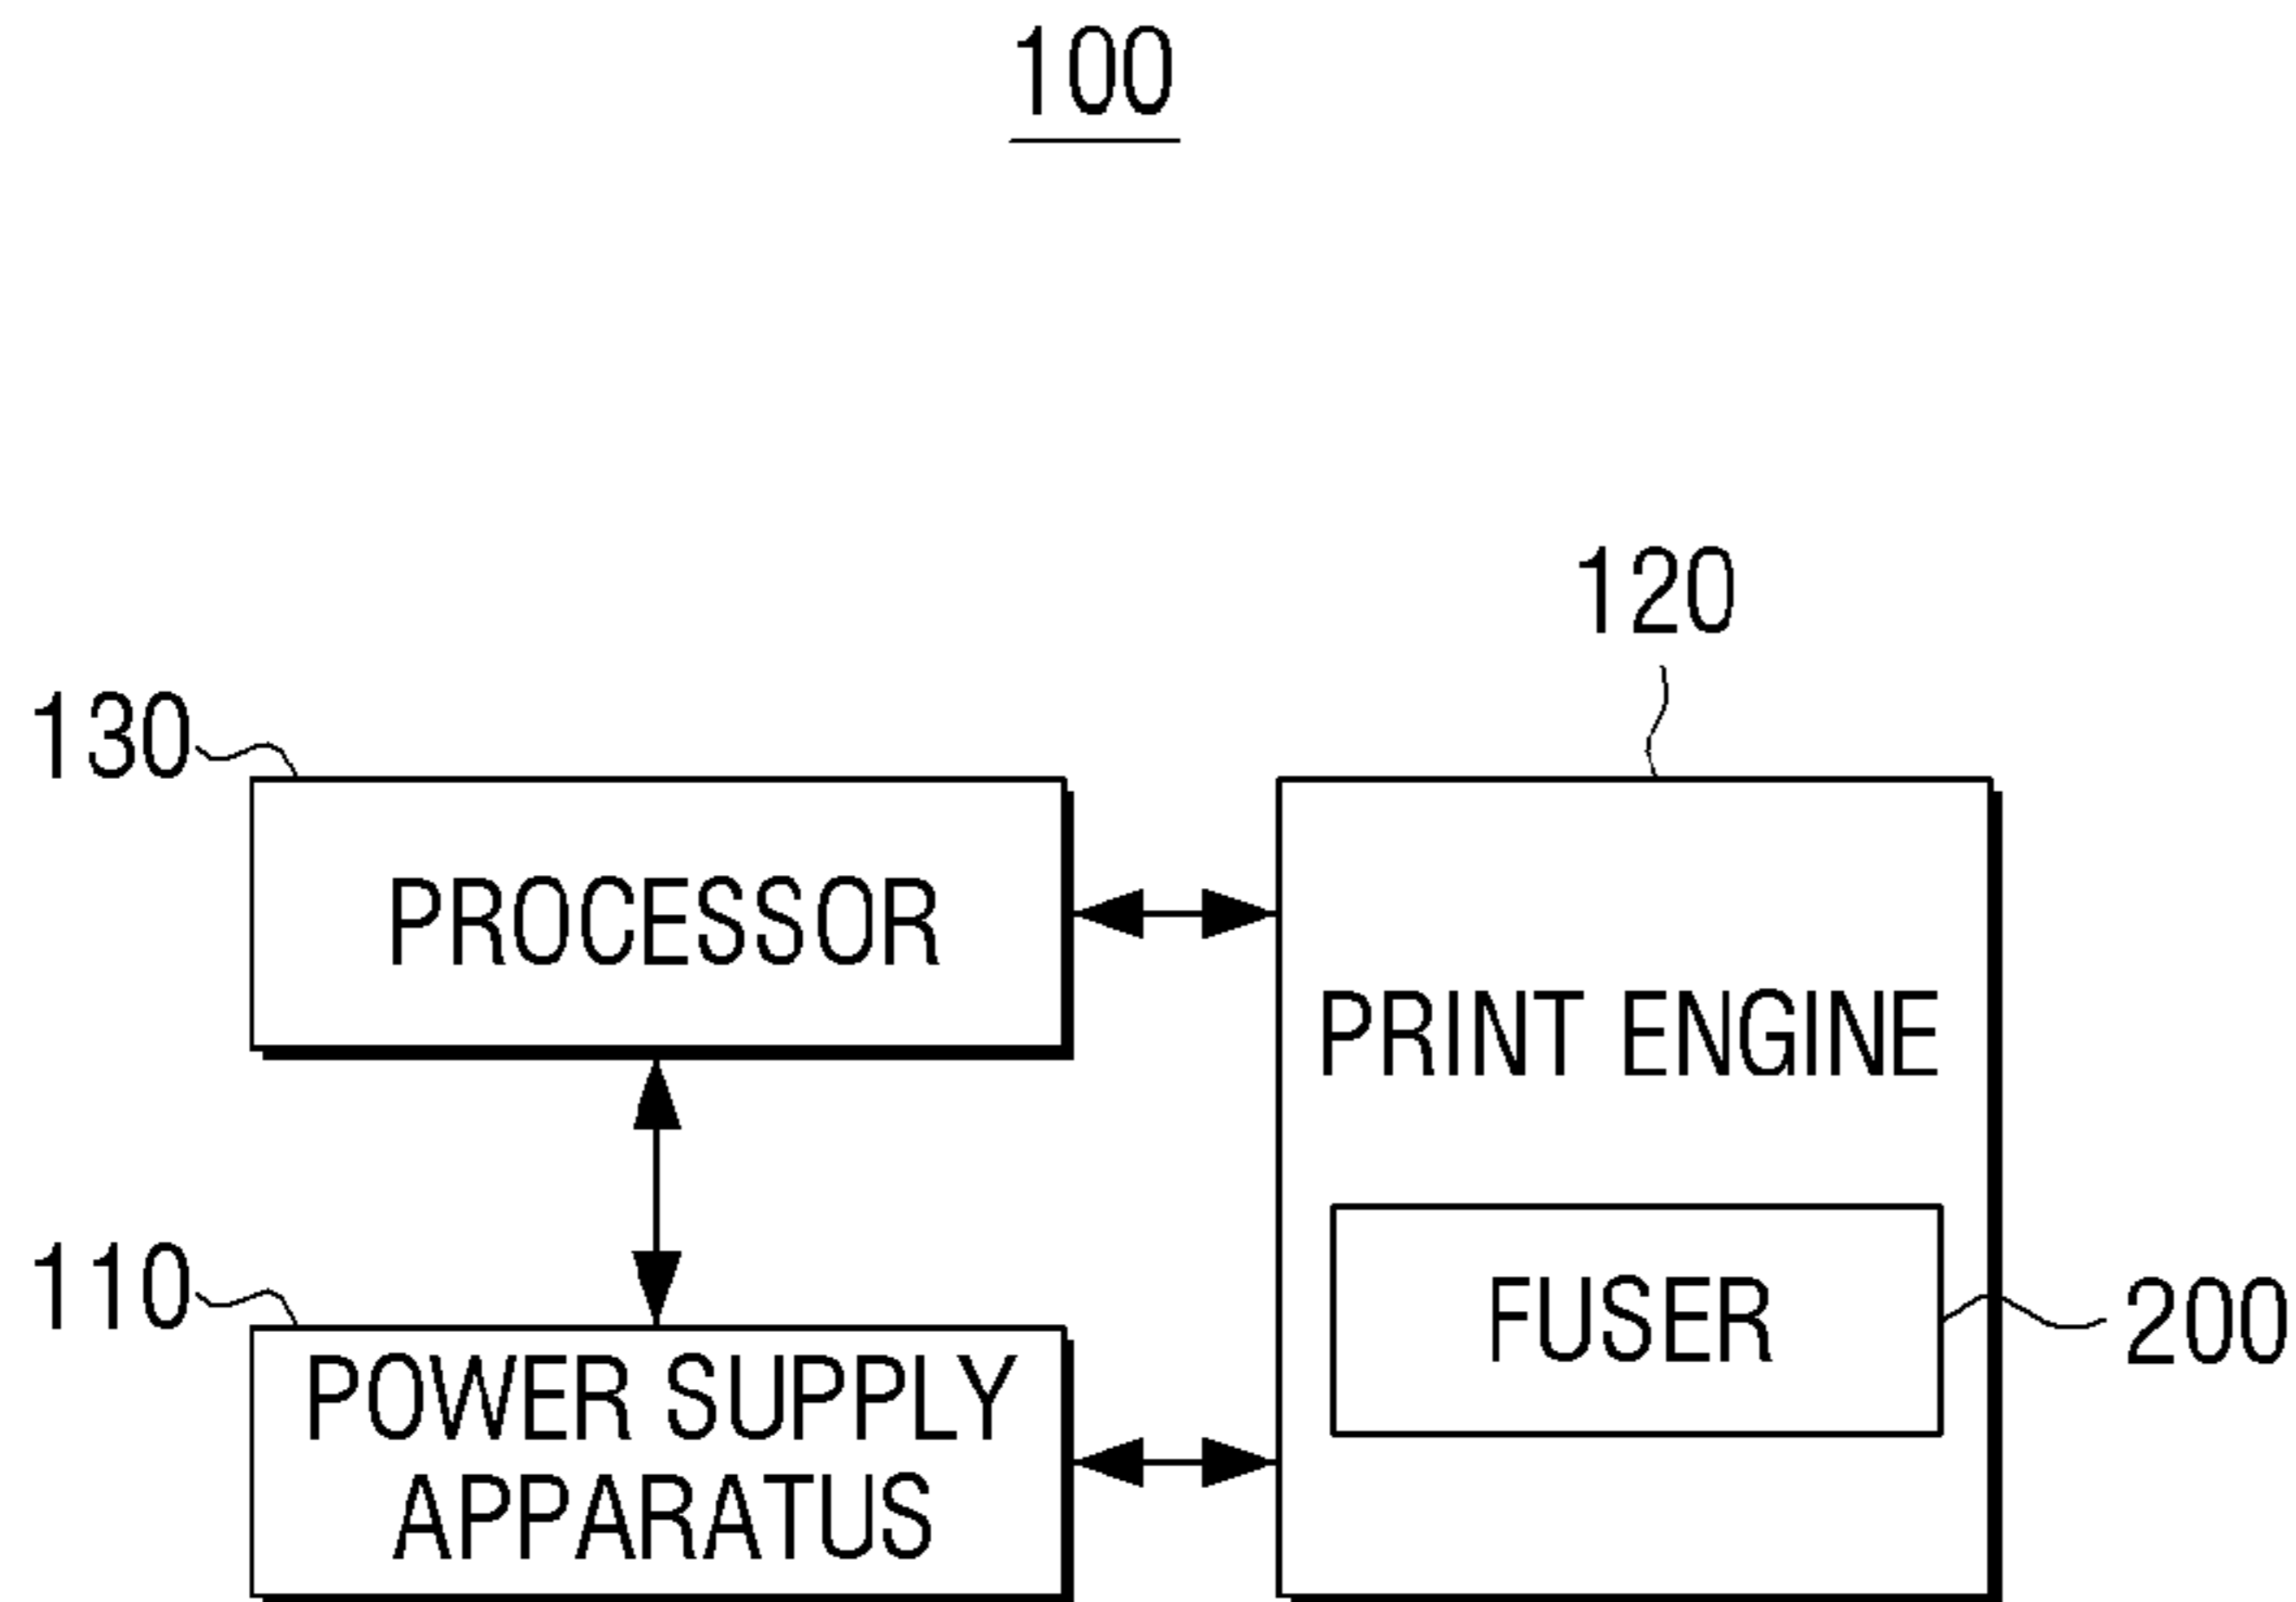 100
120
130
PROCESSOR
PRINT ENGINE
110
POWER SUPPLY
APPARATUS
FUSER
200